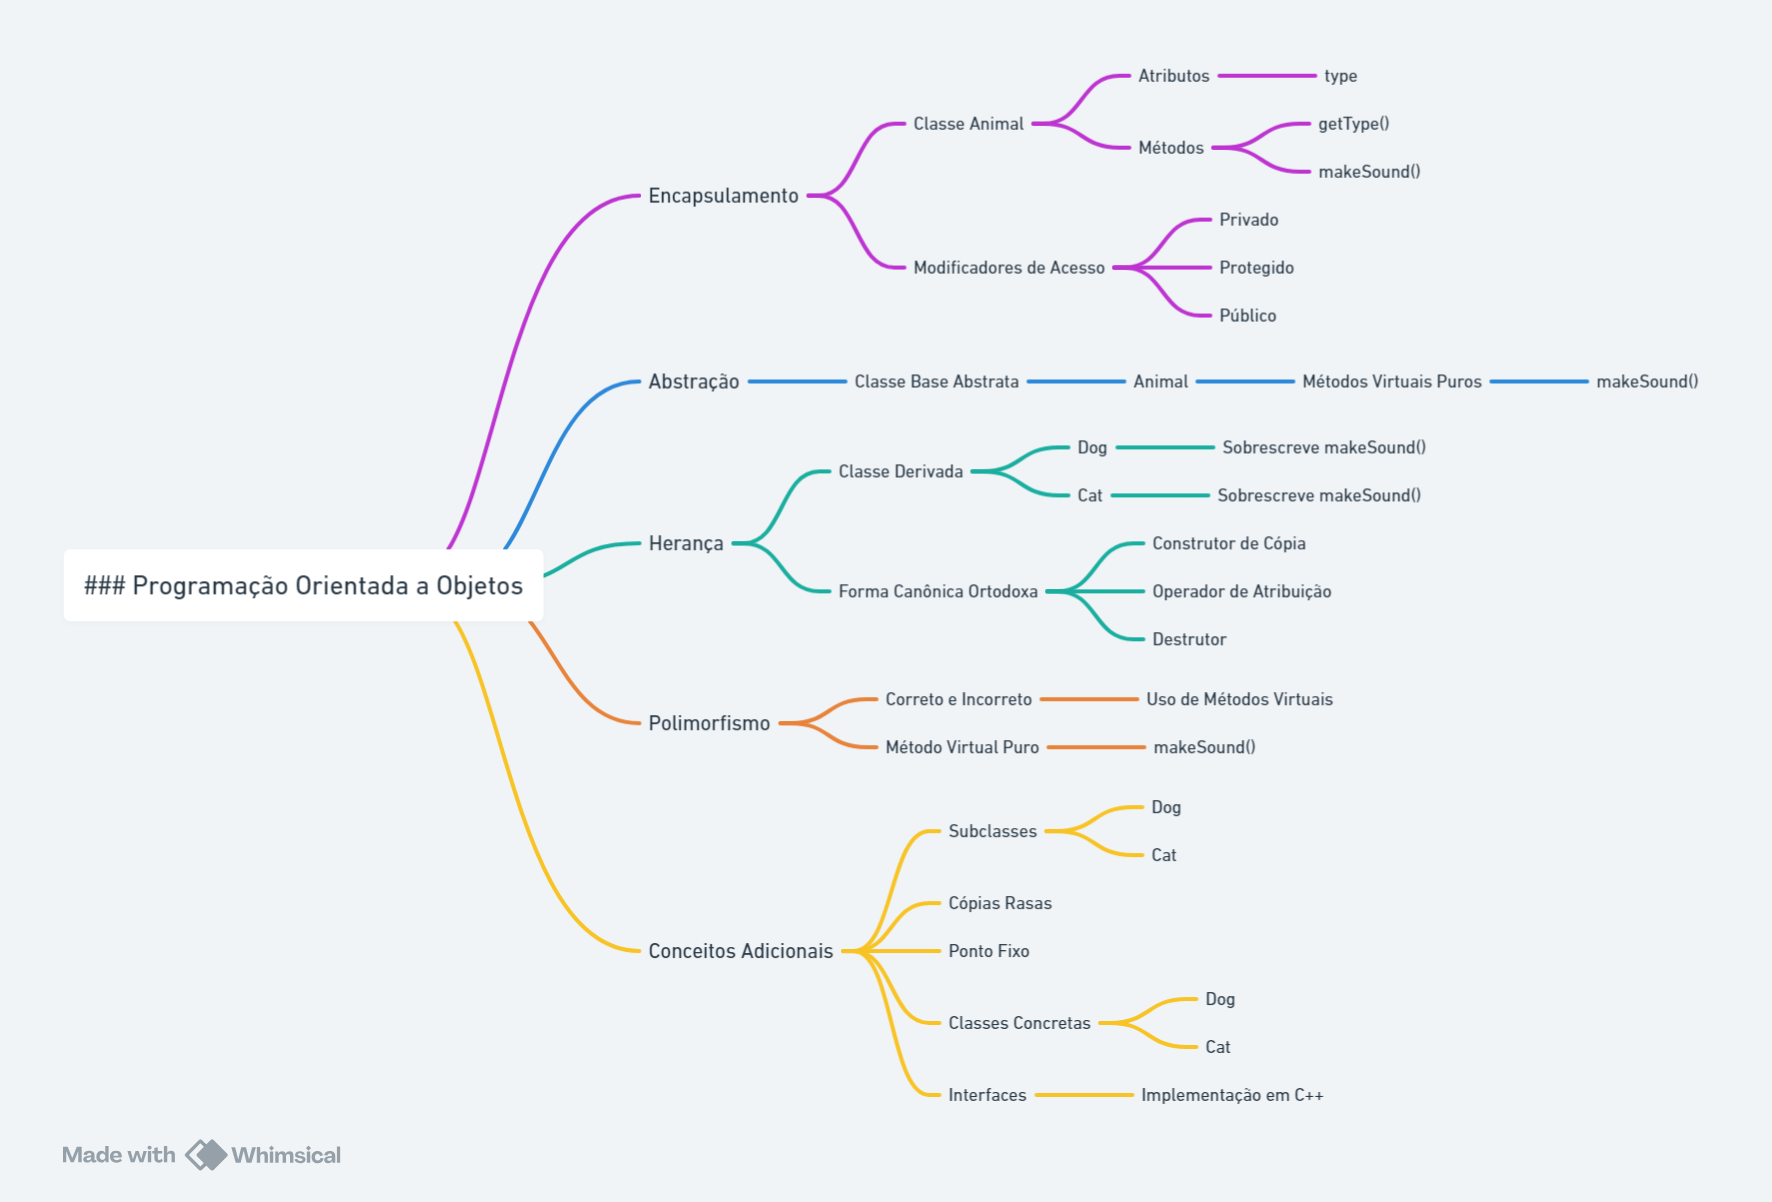 ### Programação Orientada a Objetos
Encapsulamento
Classe Animal
Atributos
type
Métodos
getType()
makeSound()
Modificadores de Acesso
Privado
Protegido
Público
Abstração
Classe Base Abstrata
Animal
Métodos Virtuais Puros
makeSound()
Herança
Classe Derivada
Dog
Sobrescreve makeSound()
Cat
Sobrescreve makeSound()
Forma Canônica Ortodoxa
Construtor de Cópia
Operador de Atribuição
Destrutor
Polimorfismo
Correto e Incorreto
Uso de Métodos Virtuais
Método Virtual Puro
makeSound()
Conceitos Adicionais
Subclasses
Dog
Cat
Cópias Rasas
Ponto Fixo
Classes Concretas
Dog
Cat
Interfaces
Implementação em C++
Made with Whimsical